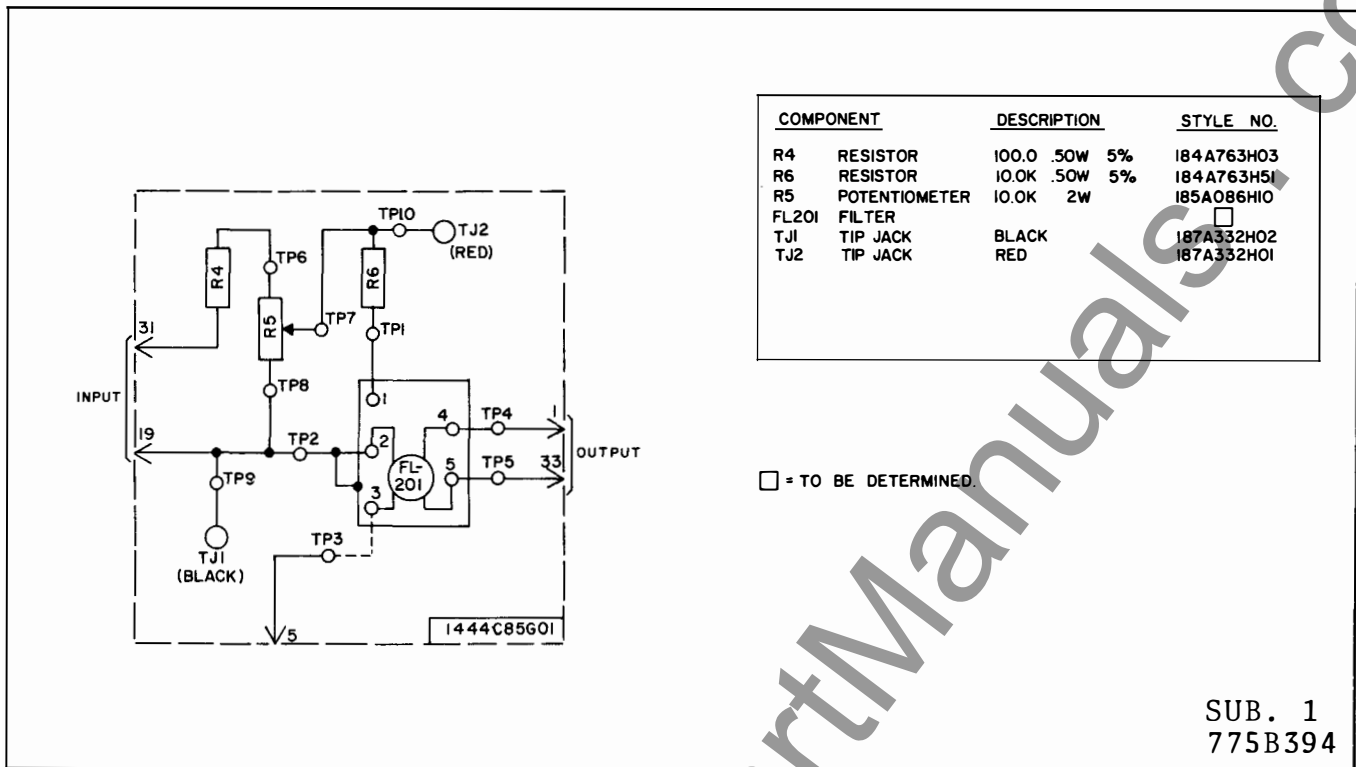 COMPONENT DESCRIPTION STYLE NO.
R4 RESISTOR 100.0 .50W 5% 184A763H03
R6 RESISTOR 10.0K .50W 5% 184A763H51
R5 POTENTIOMETER 10.0K 2W 185A086H10
FL201 FILTER □
TJ1 TIP JACK BLACK 187A332H02
TJ2 TIP JACK RED 187A332H01
TP10
TJ2
(RED)
R4
TP6
R6
31
R5
TP7
TP1
INPUT
TP8
1
4
TP4
1
19
TP2
2
OUTPUT
TP9
FL-
201
5
TP5
33
3
TJ1
(BLACK)
TP3
5
1444C85G01
□ = TO BE DETERMINED.
SUB. 1
775B394
rtManuals.co